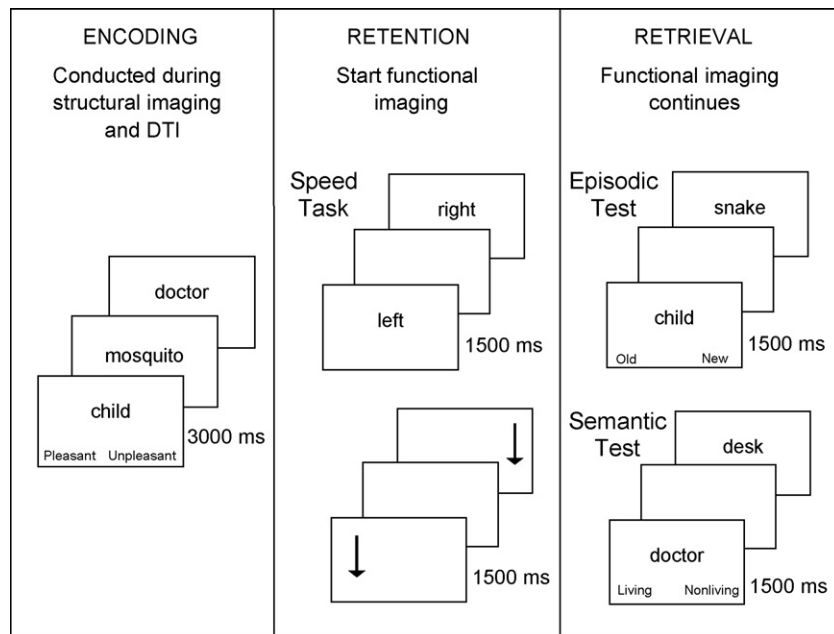 ENCODING
Conducted during
structural imaging
and DTI
doctor
mosquito
child
Pleasant Unpleasant
3000 ms
RETENTION
Start functional
imaging
Speed
Task
right
left
1500 ms
1500 ms
RETRIEVAL
Functional imaging
continues
Episodic
Test
snake
child
Old New
1500 ms
Semantic
Test
desk
doctor
Living Nonliving
1500 ms